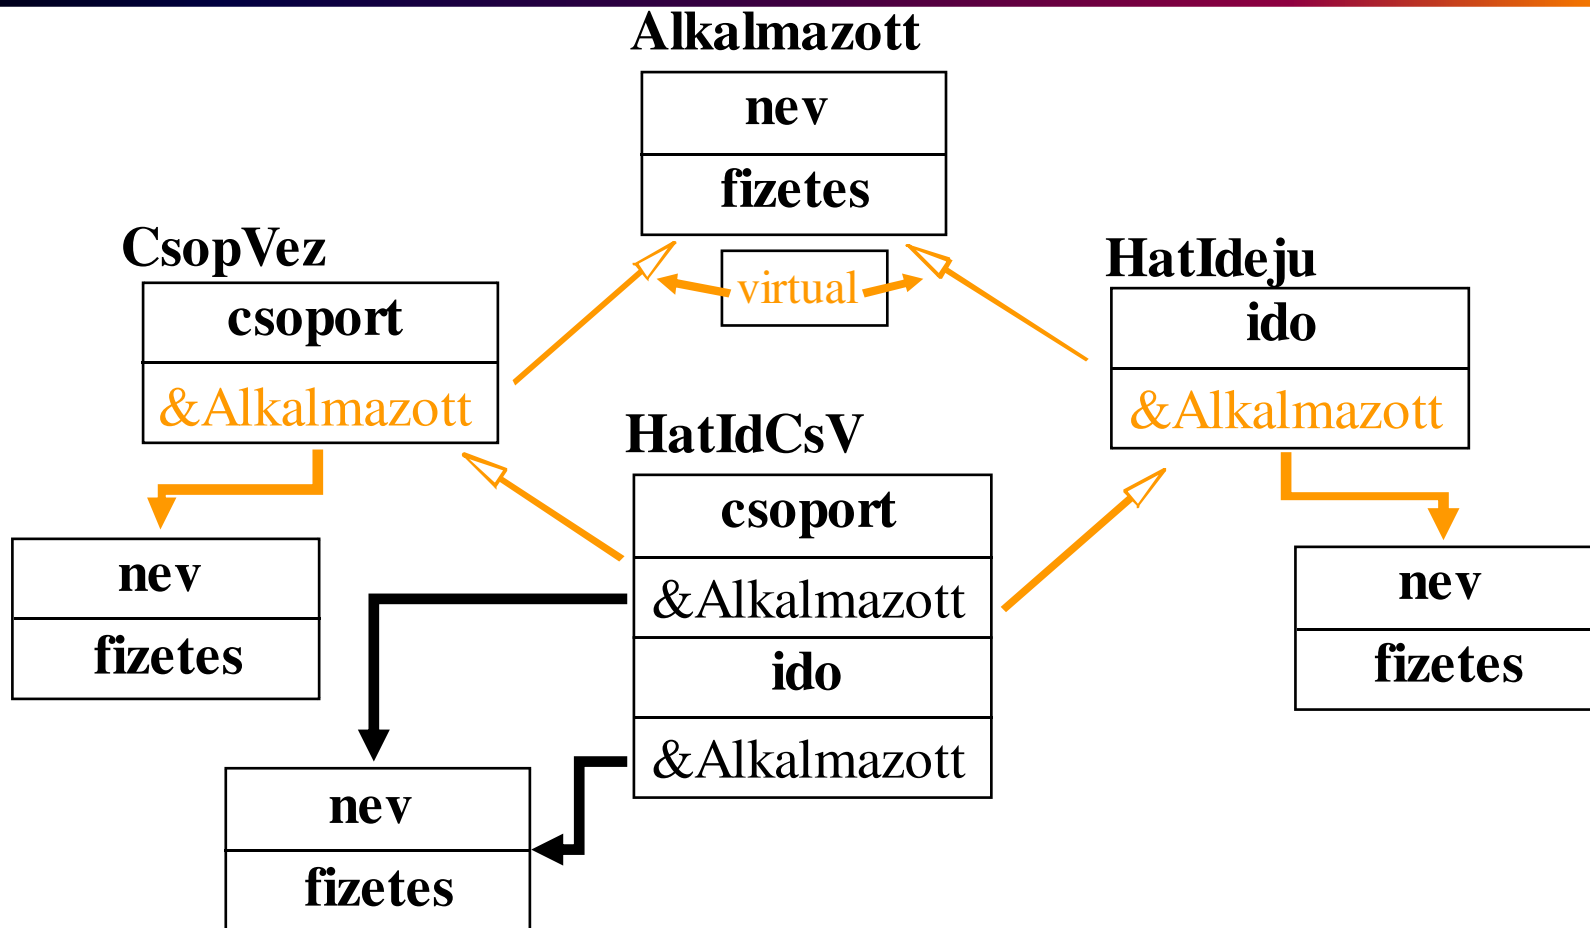 Alkalmazott
nev
fizetes
CsopVez
csoport
&Alkalmazott
virtual
HatIdeju
ido
&Alkalmazott
HatIdCsV
csoport
&Alkalmazott
ido
&Alkalmazott
nev
fizetes
nev
fizetes
nev
fizetes